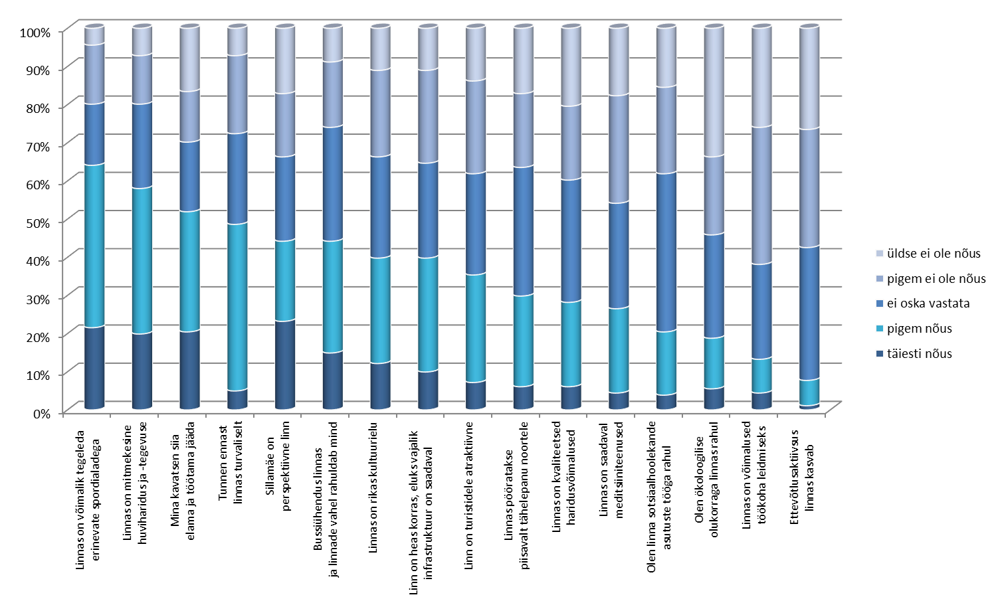 100%
90%
80%
70%
60%
50%
40%
30%
20%
10%
0%
Linnas on võimalik tegeleda
erinevate spordialadega
Linnas on mitmekesine
huviharidus ja -tegevuse
Mina kavatsen siia
elama ja töötama jääda
Tunnen ennast
linnas turvaliselt
Sillamäe on
perspektiivne linn
Bussiühendus linnas
ja linnade vahel rahuldab mind
Linnas on rikas kultuurielu
Linn on heas korras, eluks vajalik
infrastruktuur on saadaval
Linn on turistidele atraktiivne
Linnas pööratakse
piisavalt tähelepanu noortele
Linnas on kvaliteetsed
haridusvõimalused
Linnas on saadaval
meditsiiniteenused
Olen linna sotsiaalhoolekande
asutuste tööga rahul
Olen ökoloogilise
olukorraga linnas rahul
Linnas on võimalused
töökoha leidmiseks
Ettevõtlusaktiivsus
linnas kasvab
üldse ei ole nõus
pigem ei ole nõus
ei oska vastata
pigem nõus
täiesti nõus